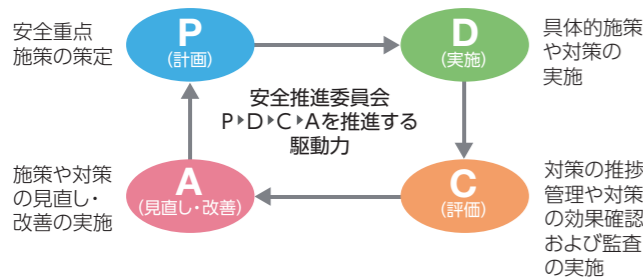 安全重点
施策の策定
P
(計画)
D
(実施)
具体的施策
や対策の
実施
安全推進委員会
P▶D▶C▶Aを推進する
駆動力
施策や対策
の見直し・
改善の実施
A
(見直し・改善)
C
(評価)
対策の推捗
管理や対策
の効果確認
および監査
の実施